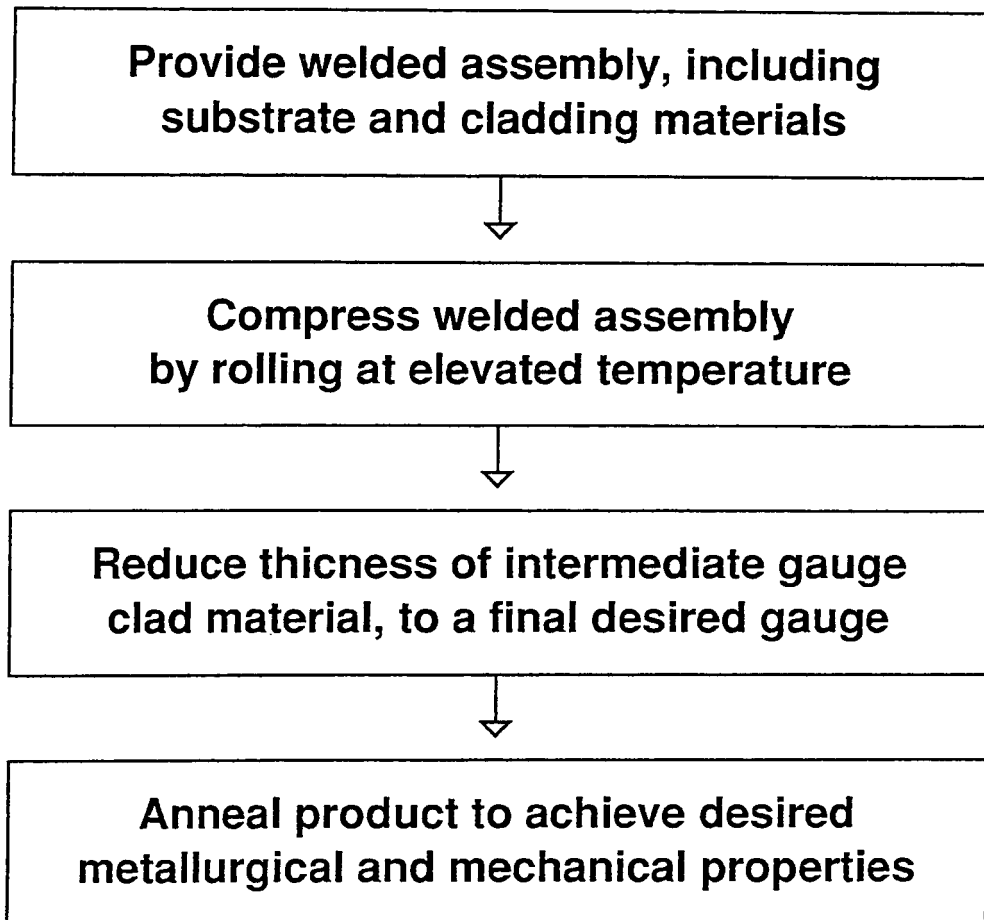 Provide welded assembly, including
substrate and cladding materials
Compress welded assembly
by rolling at elevated temperature
Reduce thicness of intermediate gauge
clad material, to a final desired gauge
Anneal product to achieve desired
metallurgical and mechanical properties